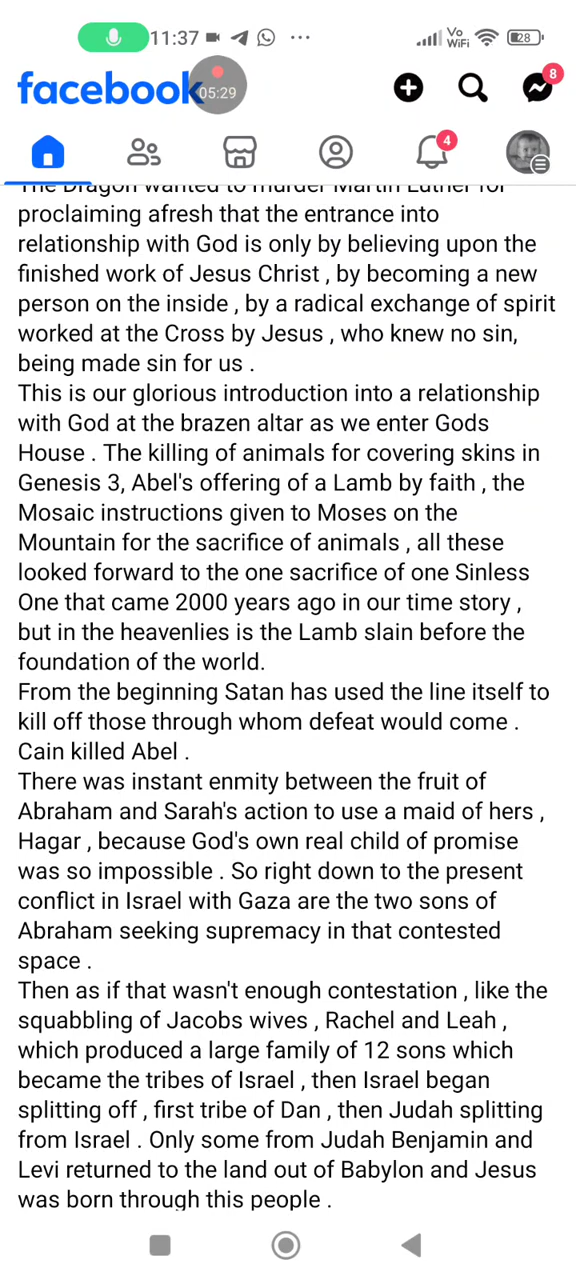 11:37
Vo
WiFi
28
facebook
05:29
8
4
The Dragon wanted to murder Martin Luther for
proclaiming afresh that the entrance into
relationship with God is only by believing upon the
finished work of Jesus Christ , by becoming a new
person on the inside , by a radical exchange of spirit
worked at the Cross by Jesus , who knew no sin,
being made sin for us .
This is our glorious introduction into a relationship
with God at the brazen altar as we enter Gods
House . The killing of animals for covering skins in
Genesis 3, Abel's offering of a Lamb by faith , the
Mosaic instructions given to Moses on the
Mountain for the sacrifice of animals , all these
looked forward to the one sacrifice of one Sinless
One that came 2000 years ago in our time story ,
but in the heavenlies is the Lamb slain before the
foundation of the world.
From the beginning Satan has used the line itself to
kill off those through whom defeat would come .
Cain killed Abel .
There was instant enmity between the fruit of
Abraham and Sarah's action to use a maid of hers ,
Hagar , because God's own real child of promise
was so impossible . So right down to the present
conflict in Israel with Gaza are the two sons of
Abraham seeking supremacy in that contested
space .
Then as if that wasn't enough contestation , like the
squabbling of Jacobs wives , Rachel and Leah ,
which produced a large family of 12 sons which
became the tribes of Israel , then Israel began
splitting off , first tribe of Dan , then Judah splitting
from Israel . Only some from Judah Benjamin and
Levi returned to the land out of Babylon and Jesus
was born through this people .